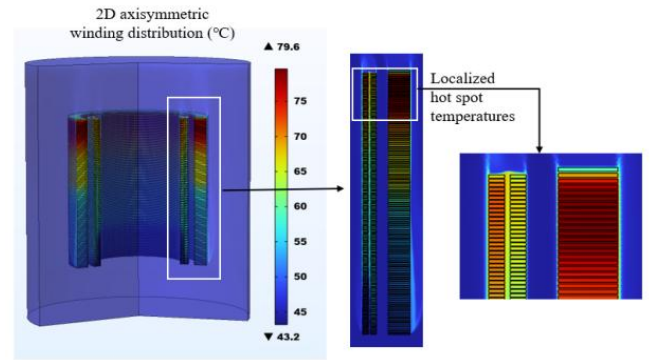 2D axisymmetric
winding distribution (℃)
▲ 79.6
75
70
65
60
55
50
45
▼ 43.2
Localized
hot spot
temperatures